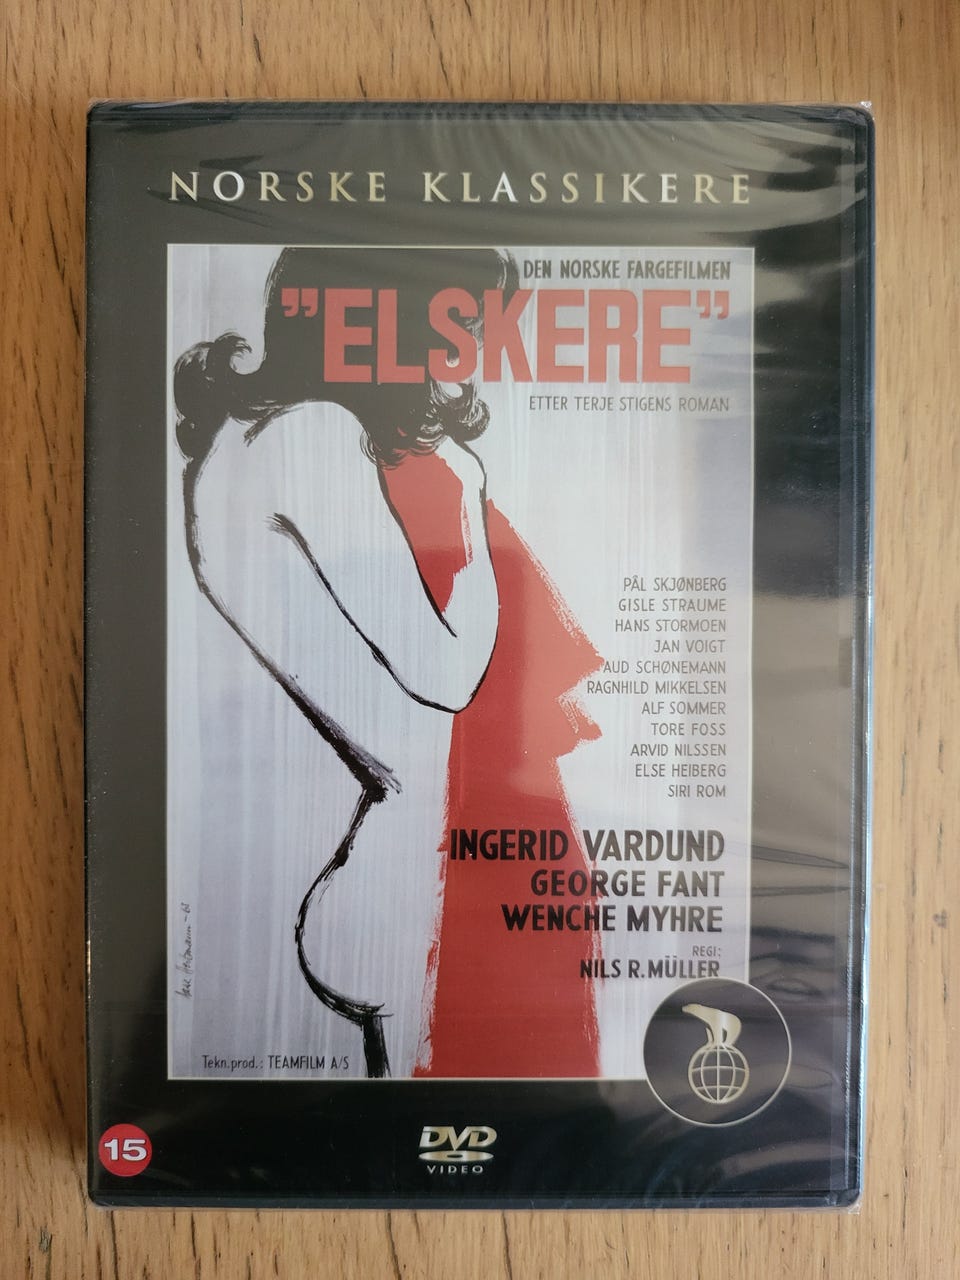 NORSKE KLASSIKERE
DEN NORSKE FARGEFILMEN
"ELSKERE"
ETTER TERJE STIGENS ROMAN
PÅL SKJØNBERG
GISLE STRAUME
HANS STORMOEN
JAN VOIGT
AUD SCHØNEMANN
RAGNHILD MIKKELSEN
ALF SOMMER
TORE FOSS
ARVID NILSSEN
ELSE HEIBERG
SIRI ROM
INGERID VARDUND
GEORGE FANT
WENCHE MYHRE
REGI:
NILS R. MÜLLER
Tekn.prod.: TEAMFILM A/S
15
DVD
VIDEO